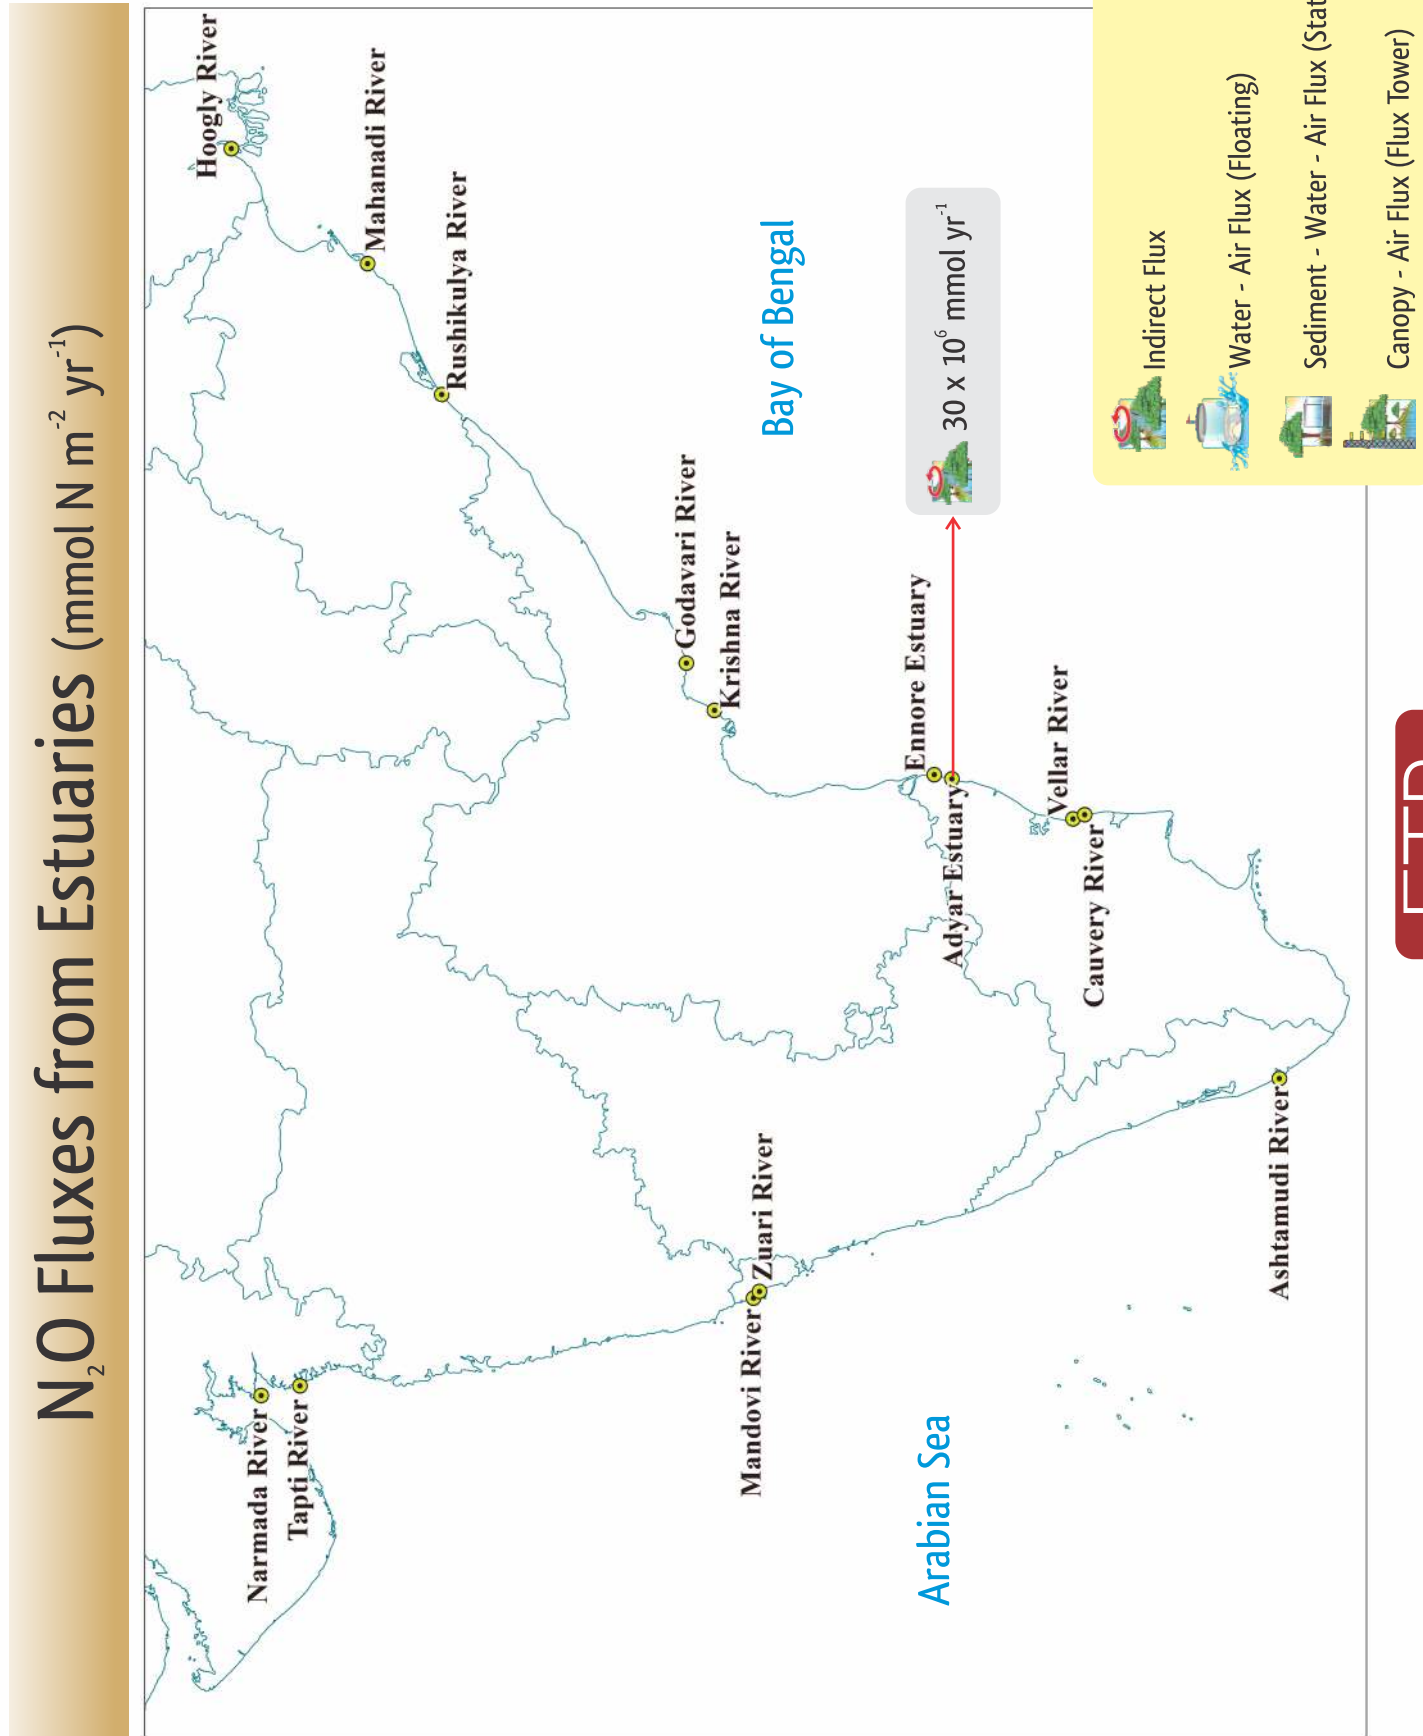 N₂O Fluxes from Estuaries (mmol N m⁻² yr⁻¹)
Hoogly River
Mahanadi River
Rushikulya River
Godavari River
Krishna River
Bay of Bengal
30 x 10⁶ mmol yr⁻¹
Ennore Estuary
Adyar Estuary
Vellar River
Cauvery River
Narmada River
Tapti River
Mandovi River
Zuari River
Arabian Sea
Ashtamudi River
Indirect Flux
Water - Air Flux (Floating)
Sediment - Water - Air Flux (Stat
Canopy - Air Flux (Flux Tower)